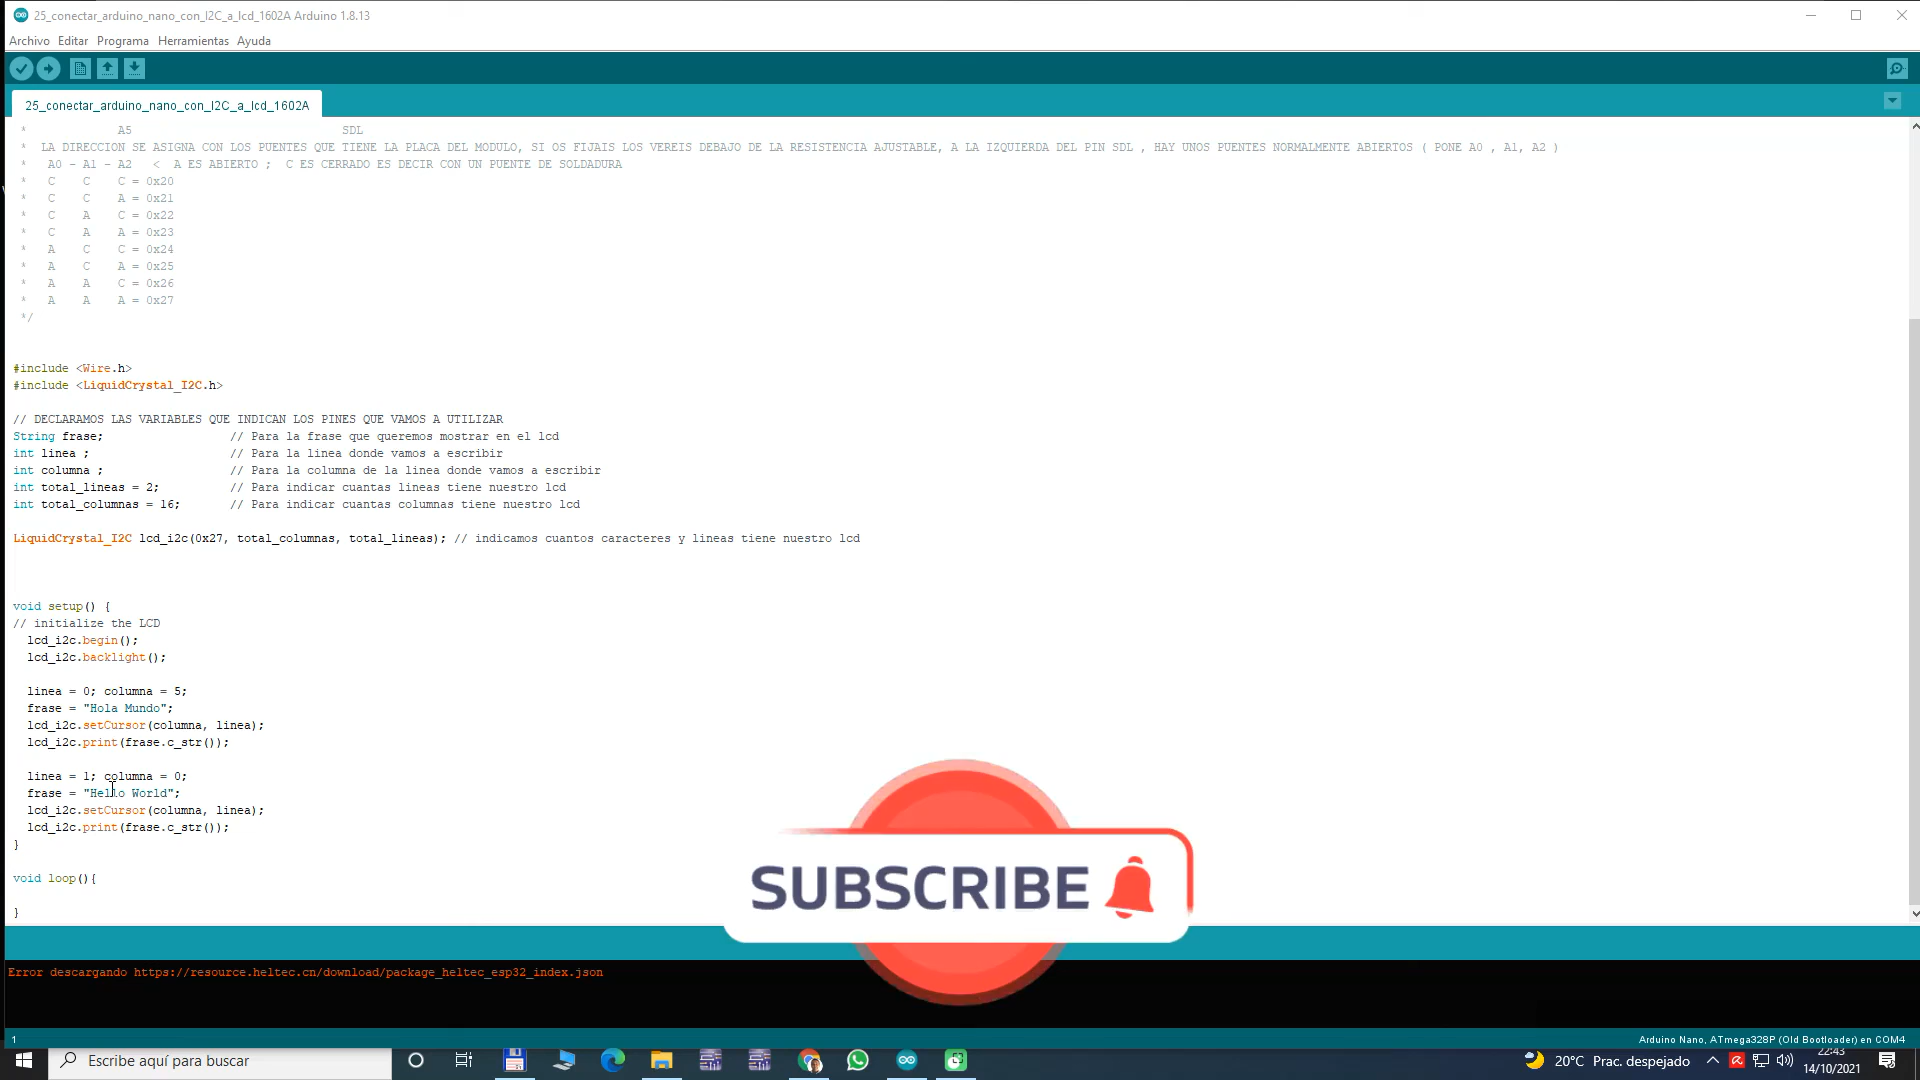 25_conectar_arduino_nano_con_I2C_a_lcd_1602A Arduino 1.8.13
Archivo Editar Programa Herramientas Ayuda
25_conectar_arduino_nano_con_I2C_a_lcd_1602A
* A5 SDL
* LA DIRECCION SE ASIGNA CON LOS PUENTES QUE TIENE LA PLACA DEL MODULO, SI OS FIJAIS LOS VEREIS DEBAJO DE LA RESISTENCIA AJUSTABLE, A LA IZQUIERDA DEL PIN SDL , HAY UNOS PUENTES NORMALMENTE ABIERTOS ( PONE A0 , A1, A2 )
* A0 - A1 - A2 < A ES ABIERTO ; C ES CERRADO ES DECIR CON UN PUENTE DE SOLDADURA
* C C C = 0x20
* C C A = 0x21
* C A C = 0x22
* C A A = 0x23
* A C C = 0x24
* A C A = 0x25
* A A C = 0x26
* A A A = 0x27
*/
#include <Wire.h>
#include <LiquidCrystal_I2C.h>
// DECLARAMOS LAS VARIABLES QUE INDICAN LOS PINES QUE VAMOS A UTILIZAR
String frase; // Para la frase que queremos mostrar en el lcd
int linea ; // Para la linea donde vamos a escribir
int columna ; // Para la columna de la linea donde vamos a escribir
int total_lineas = 2; // Para indicar cuantas lineas tiene nuestro lcd
int total_columnas = 16; // Para indicar cuantas columnas tiene nuestro lcd
LiquidCrystal_I2C lcd_i2c(0x27, total_columnas, total_lineas); // indicamos cuantos caracteres y lineas tiene nuestro lcd
void setup() {
// initialize the LCD
lcd_i2c.begin();
lcd_i2c.backlight();
linea = 0; columna = 5;
frase = "Hola Mundo";
lcd_i2c.setCursor(columna, linea);
lcd_i2c.print(frase.c_str());
linea = 1; columna = 0;
frase = "Hello World";
lcd_i2c.setCursor(columna, linea);
lcd_i2c.print(frase.c_str());
}
void loop(){
}
SUBSCRIBE
Error descargando https://resource.heltec.cn/download/package_heltec_esp32_index.json
1
Arduino Nano, ATmega328P (Old Bootloader) en COM4
Escribe aquí para buscar
20°C Prac. despejado
22:43
14/10/2021